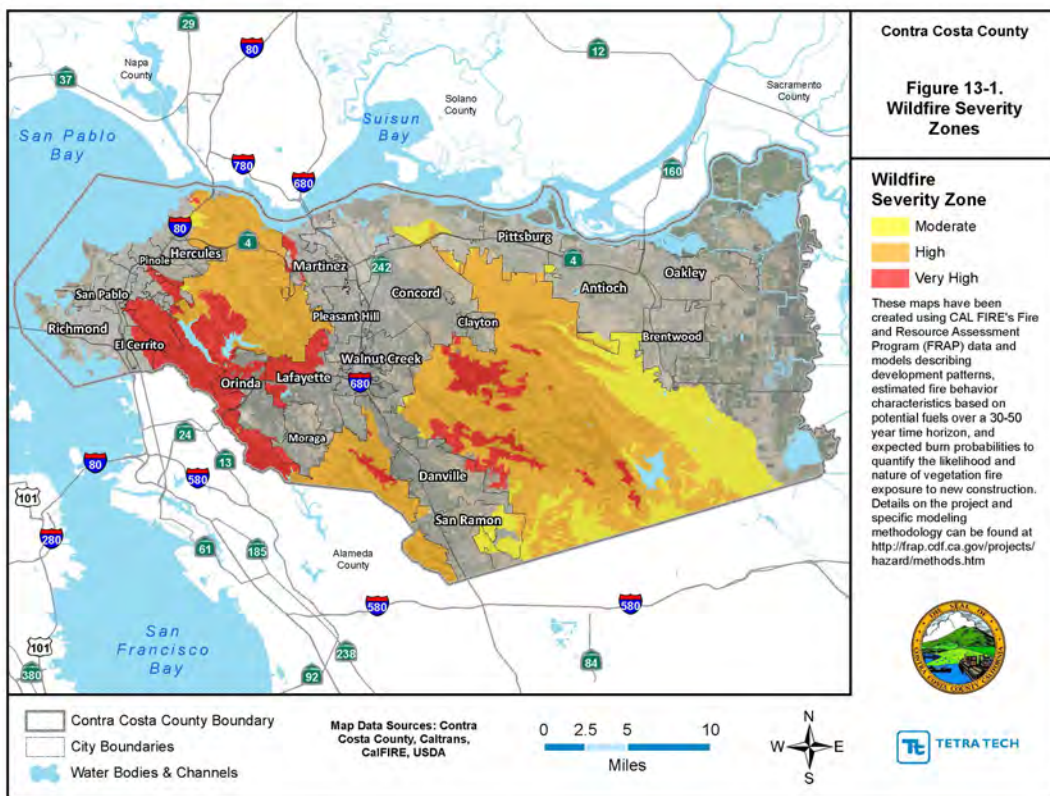 Contra Costa County
Figure 13-1.
Wildfire Severity
Zones
Wildfire
Severity Zone
Moderate
High
Very High
These maps have been
created using CAL FIRE's Fire
and Resource Assessment
Program (FRAP) data and
models describing
development patterns,
estimated fire behavior
characteristics based on
potential fuels over a 30-50
year time horizon, and
expected burn probabilities to
quantify the likelihood and
nature of vegetation fire
exposure to new construction.
Details on the project and
specific modeling
methodology can be found at
http://frap.cdf.ca.gov/projects/
hazard/methods.htm
THE SEAL OF
CONTRA COSTA COUNTY CALIFORNIA
Tt TETRA TECH
29
80
12
Napa
County
37
Solano
County
Sacramento
County
San Pablo
Bay
Suisun
Bay
780
680
160
80
Hercules
4
Pinole
Martinez
242
Pittsburg
4
San Pablo
Concord
Antioch
Oakley
Richmond
Pleasant Hill
Clayton
Brentwood
El Cerrito
Walnut Creek
Orinda
Lafayette
680
24
Moraga
13
80
580
Danville
101
San Ramon
280
61
185
Alameda
County
580
580
San
Francisco
Bay
101
238
380
92
84
Contra Costa County Boundary
City Boundaries
Water Bodies & Channels
Map Data Sources: Contra
Costa County, Caltrans,
CalFIRE, USDA
0 2.5 5 10
Miles
N
W E
S